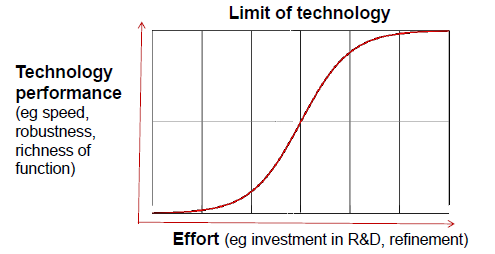 Limit of technology
Technology
performance
(eg speed,
robustness,
richness of
function)
Effort (eg investment in R&D, refinement)